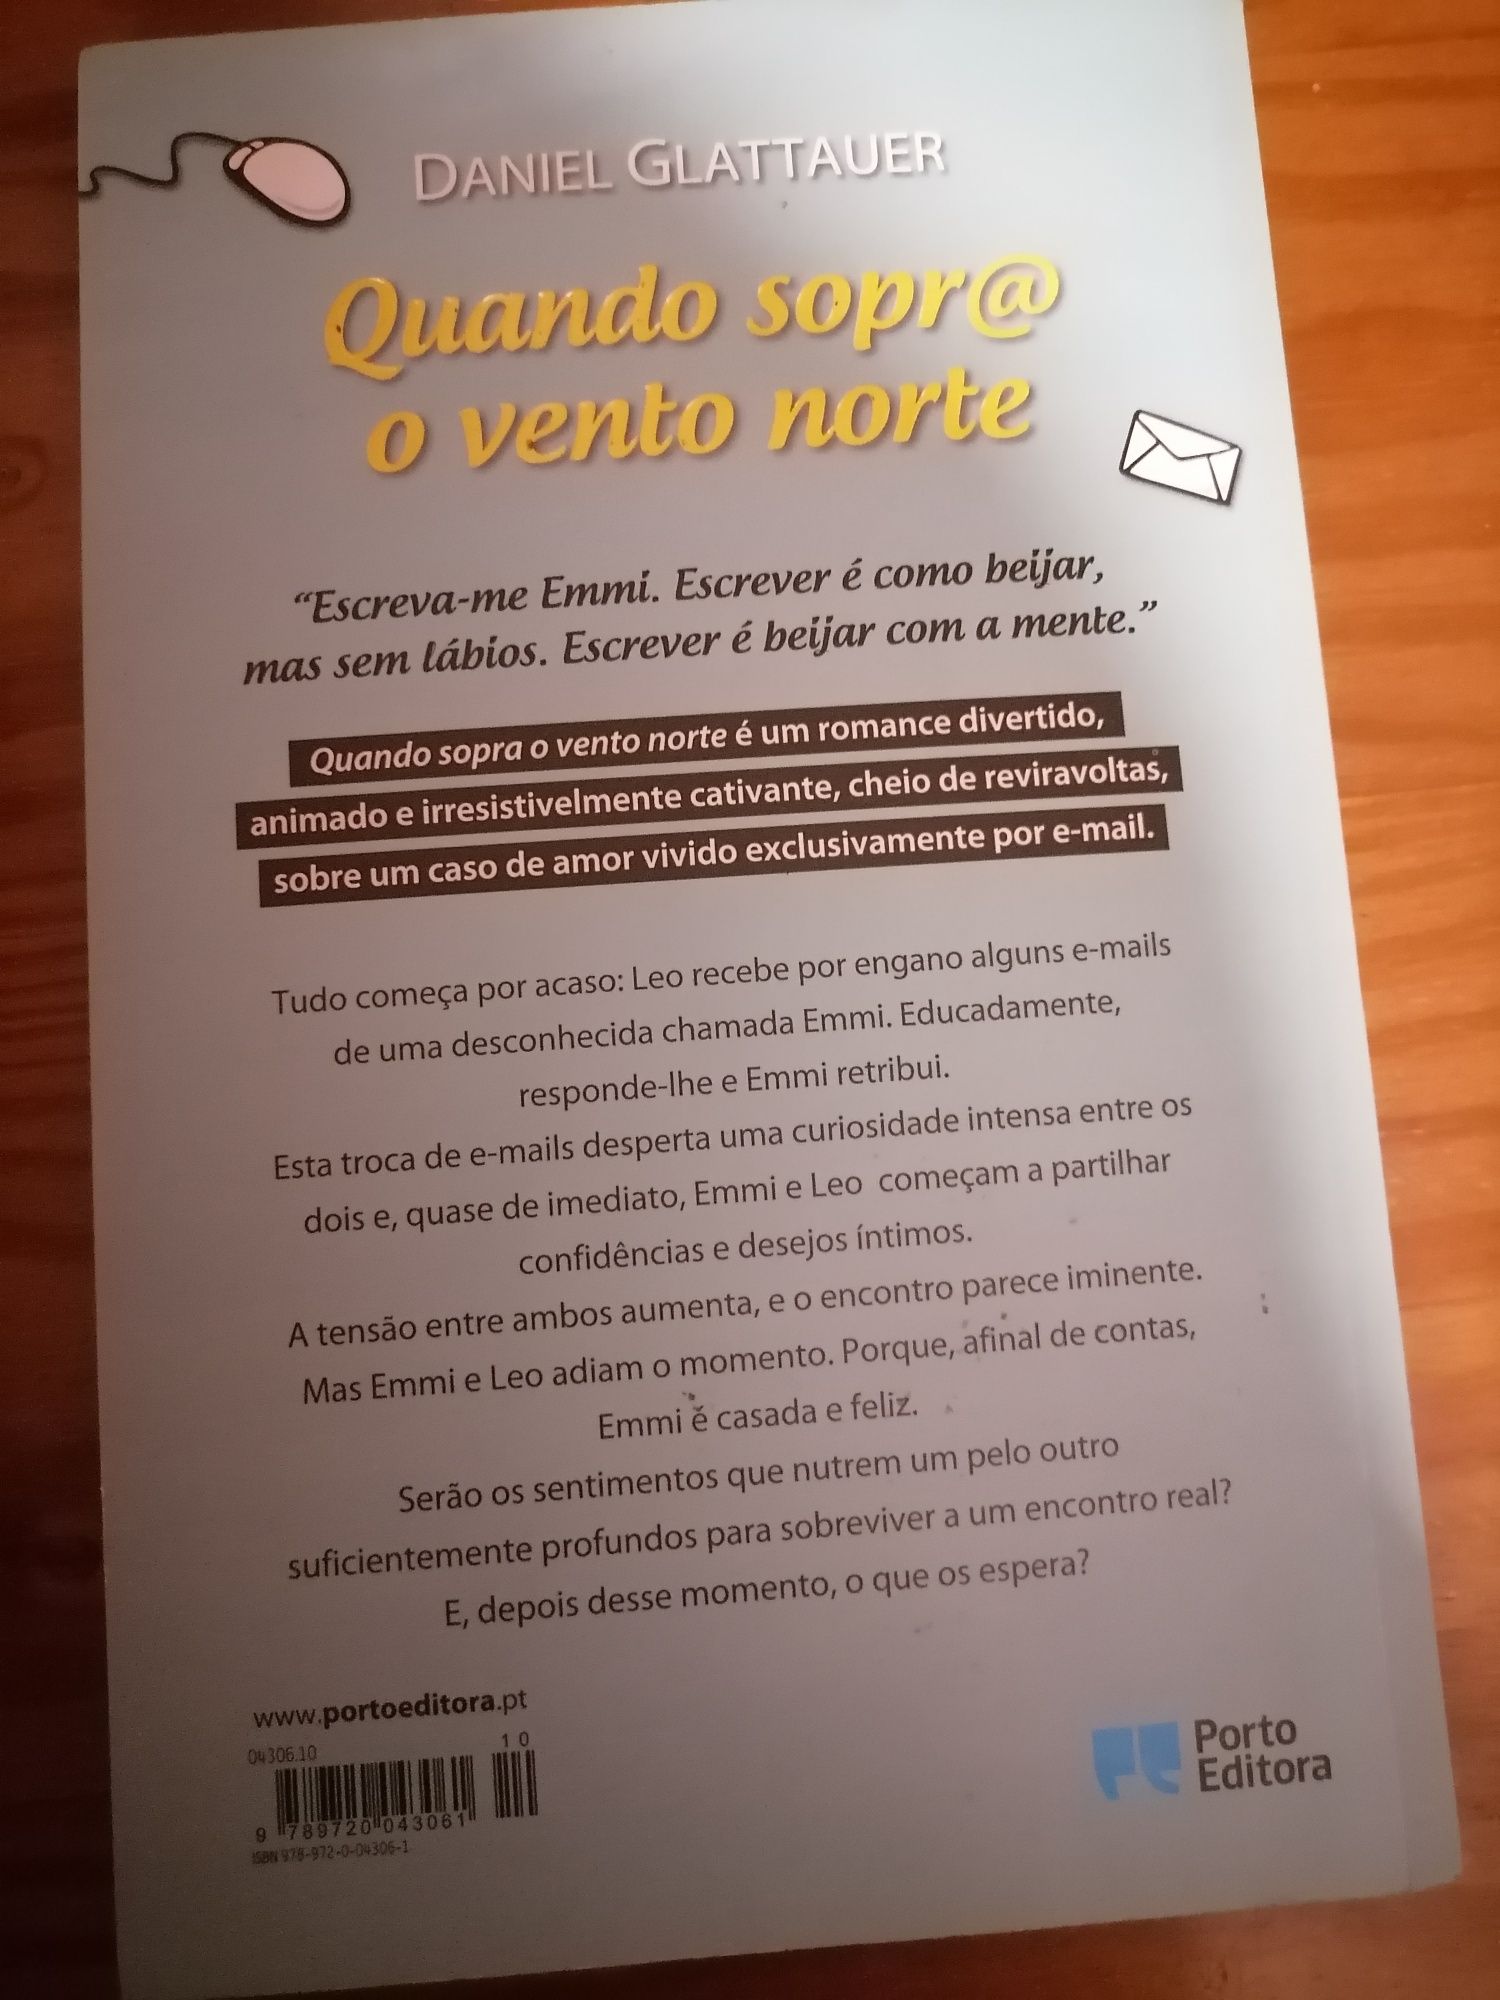 DANIEL GLATTAUER
Quando sopr@
o vento norte
“Escreva-me Emmi. Escrever é como beijar,
mas sem lábios. Escrever é beijar com a mente.”
Quando sopra o vento norte é um romance divertido,
animado e irresistivelmente cativante, cheio de reviravoltas,
sobre um caso de amor vivido exclusivamente por e-mail.
Tudo começa por acaso: Leo recebe por engano alguns e-mails
de uma desconhecida chamada Emmi. Educadamente,
responde-lhe e Emmi retribui.
Esta troca de e-mails desperta uma curiosidade intensa entre os
dois e, quase de imediato, Emmi e Leo começam a partilhar
confidências e desejos íntimos.
A tensão entre ambos aumenta, e o encontro parece iminente.
Mas Emmi e Leo adiam o momento. Porque, afinal de contas,
Emmi é casada e feliz.
Serão os sentimentos que nutrem um pelo outro
suficientemente profundos para sobreviver a um encontro real?
E, depois desse momento, o que os espera?
www.portoeditora.pt
04306.10
10
9 789720 043061
ISBN 978-972-0-04306-1
Porto
Editora